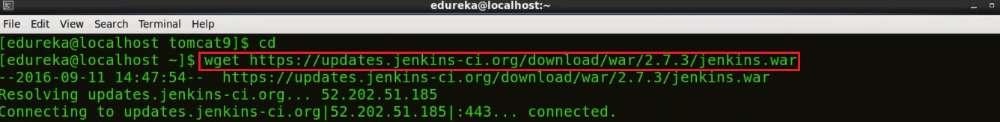 edureka@localhost:~
File Edit View Search Terminal Help
[edureka@localhost tomcat9]$ cd
[edureka@localhost ~]$ wget https://updates.jenkins-ci.org/download/war/2.7.3/jenkins.war
--2016-09-11 14:47:54--  https://updates.jenkins-ci.org/download/war/2.7.3/jenkins.war
Resolving updates.jenkins-ci.org... 52.202.51.185
Connecting to updates.jenkins-ci.org|52.202.51.185|:443... connected.